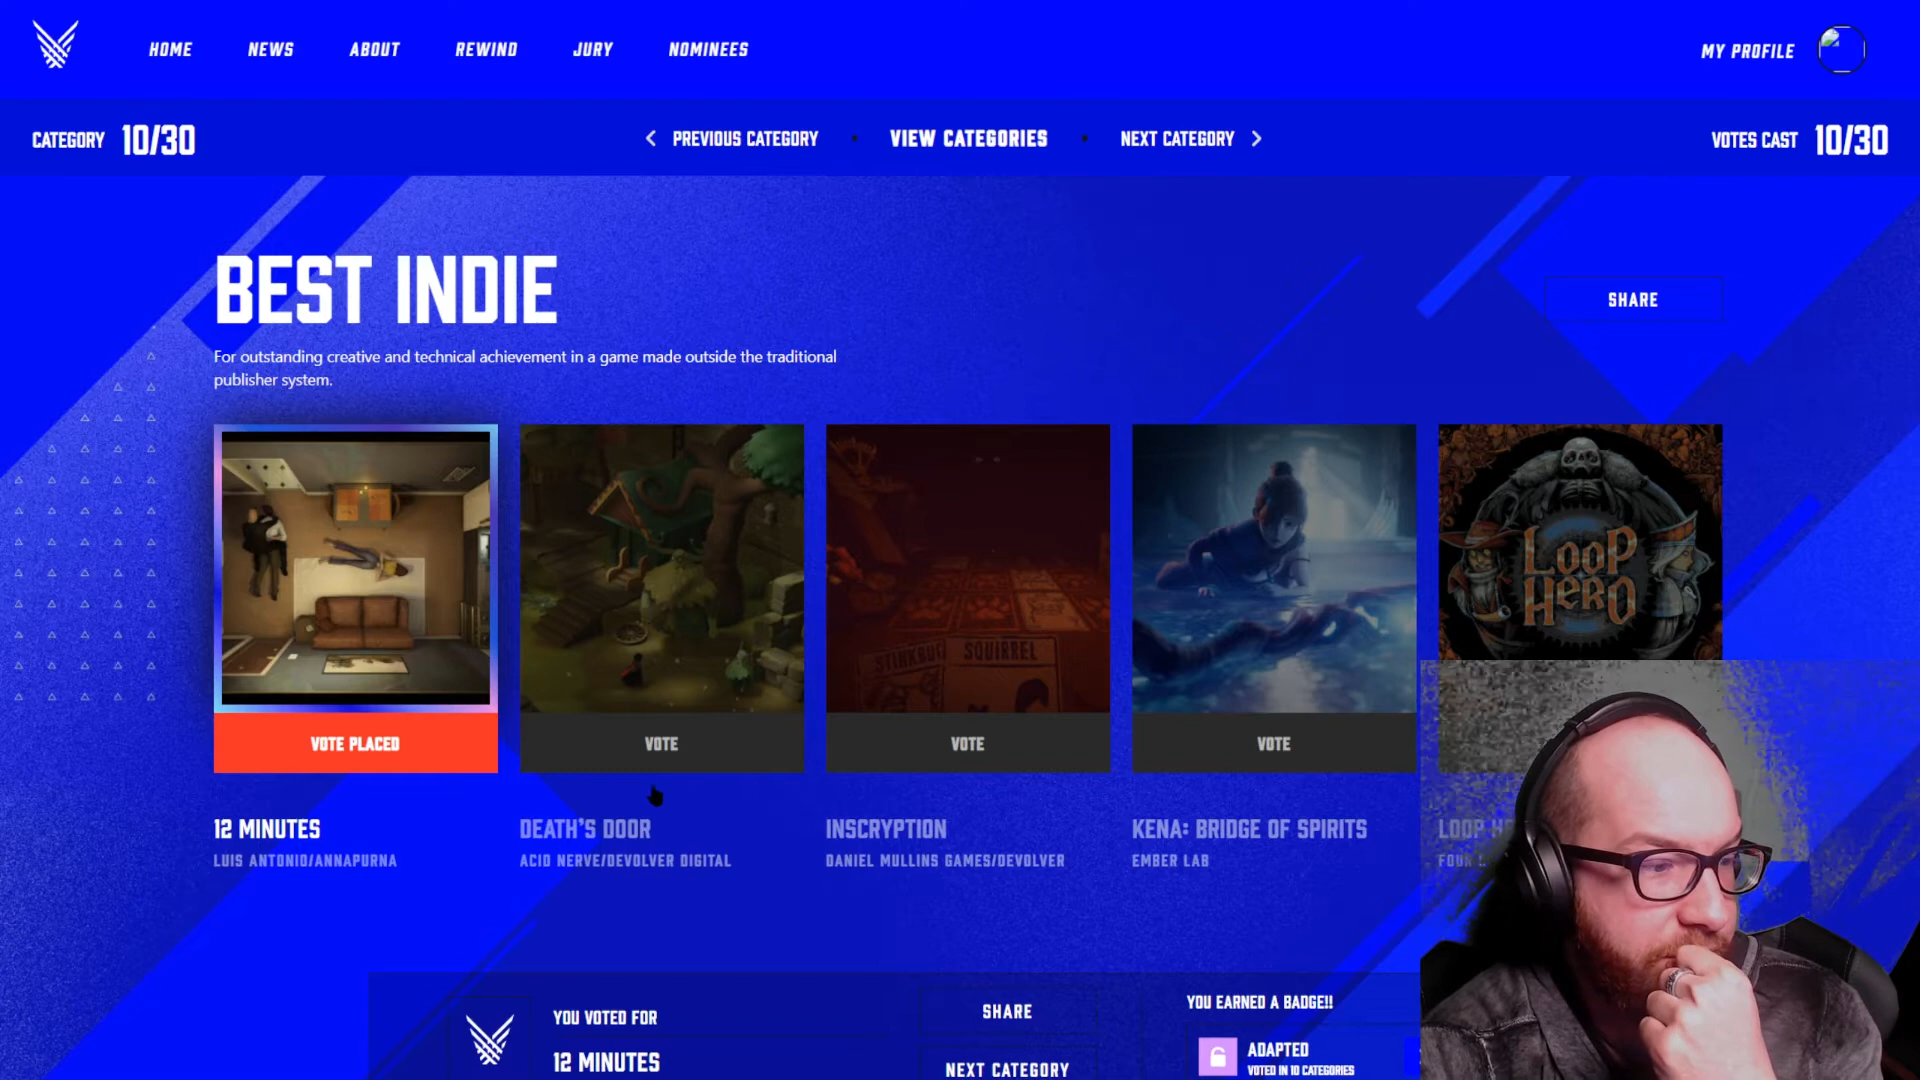 HOME NEWS ABOUT REWIND JURY NOMINEES MY PROFILE
CATEGORY 10/30 PREVIOUS CATEGORY VIEW CATEGORIES NEXT CATEGORY VOTES CAST 10/30
BEST INDIE
SHARE
For outstanding creative and technical achievement in a game made outside the traditional
publisher system.
LOOP
HERO
STINKBUG SQUIRREL
VOTE PLACED VOTE VOTE VOTE
12 MINUTES DEATH'S DOOR INSCRYPTION KENA: BRIDGE OF SPIRITS LOOP
LUIS ANTONIO/ANNAPURNA ACID NERVE/DEVOLVER DIGITAL DANIEL MULLINS GAMES/DEVOLVER EMBER LAB
YOU VOTED FOR
12 MINUTES
SHARE
NEXT CATEGORY
YOU EARNED A BADGE!!
ADAPTED
VOTED IN 10 CATEGORIES